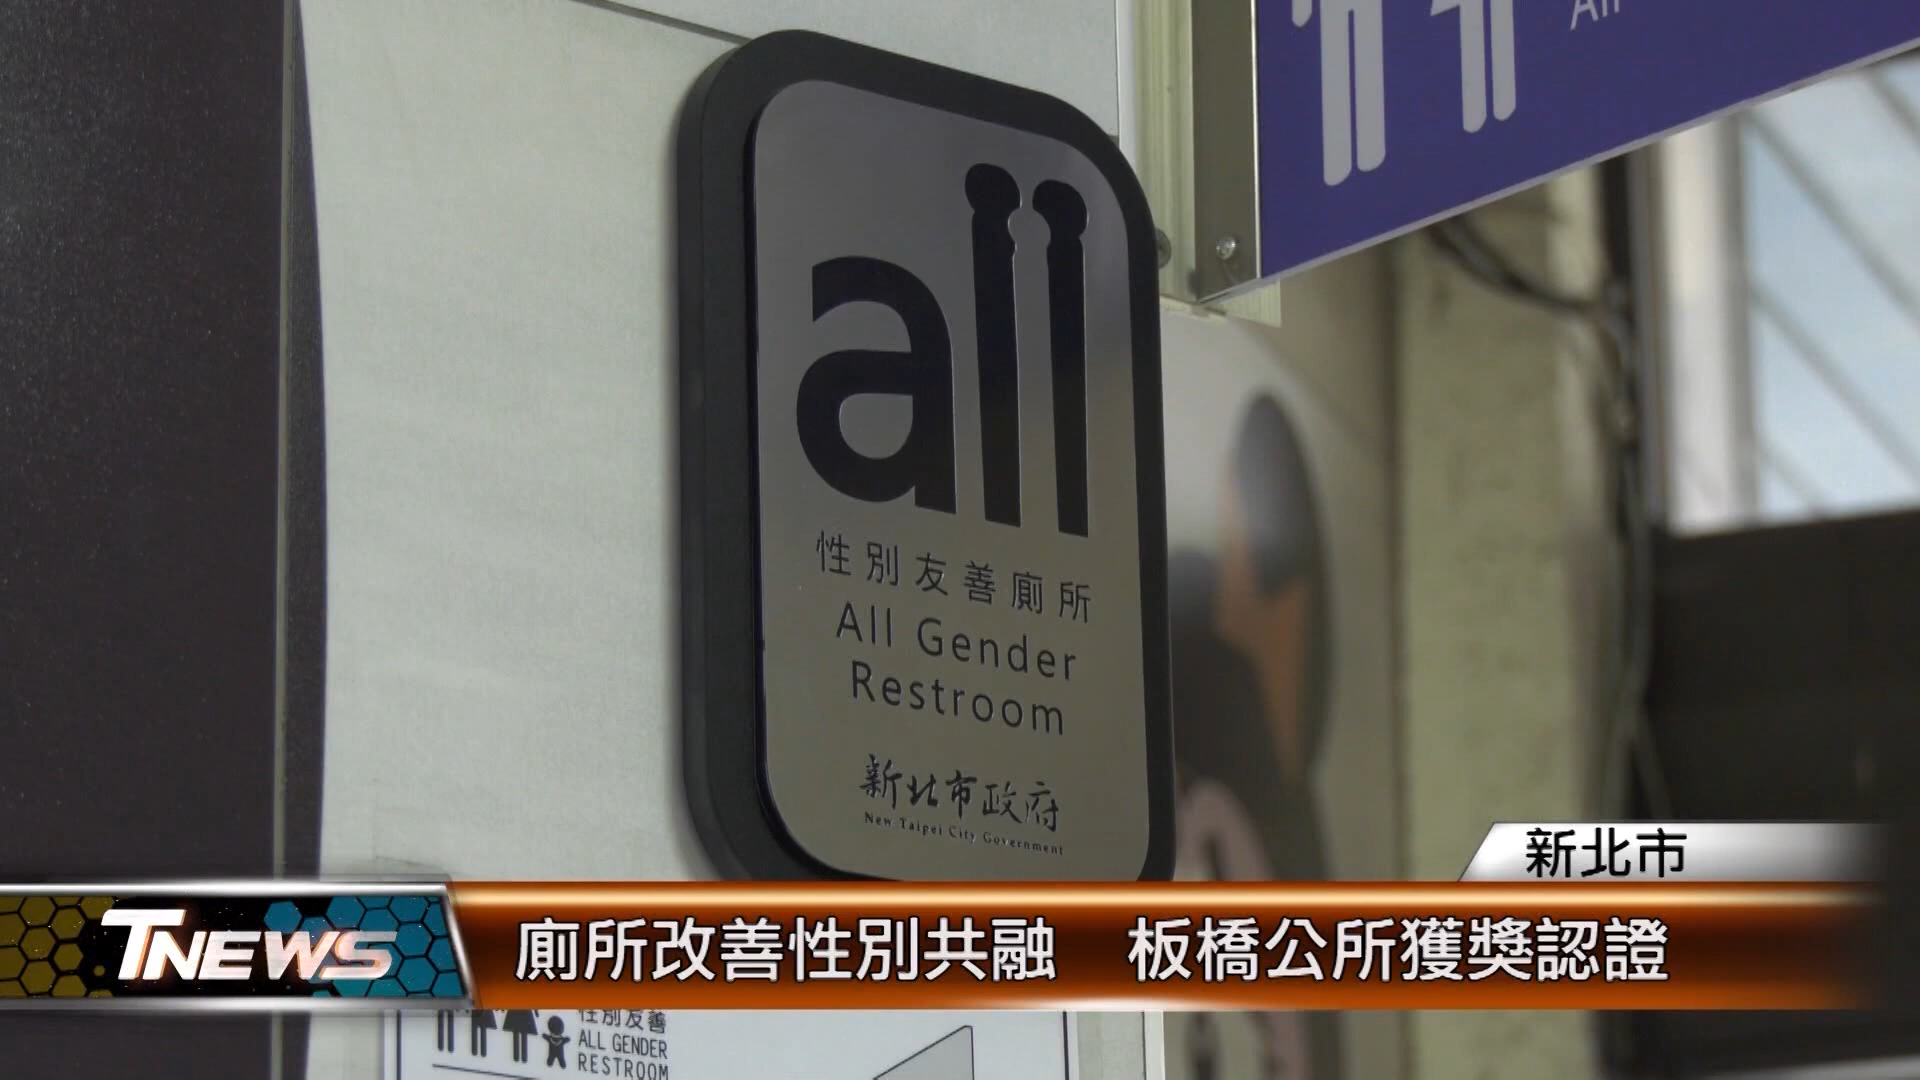 All
all
性別友善廁所
All Gender
Restroom
新北市政府
New Taipei City Government
新北市
TNEWS
廁所改善性別共融 板橋公所獲獎認證
性別友善
ALL GENDER
RESTROOM